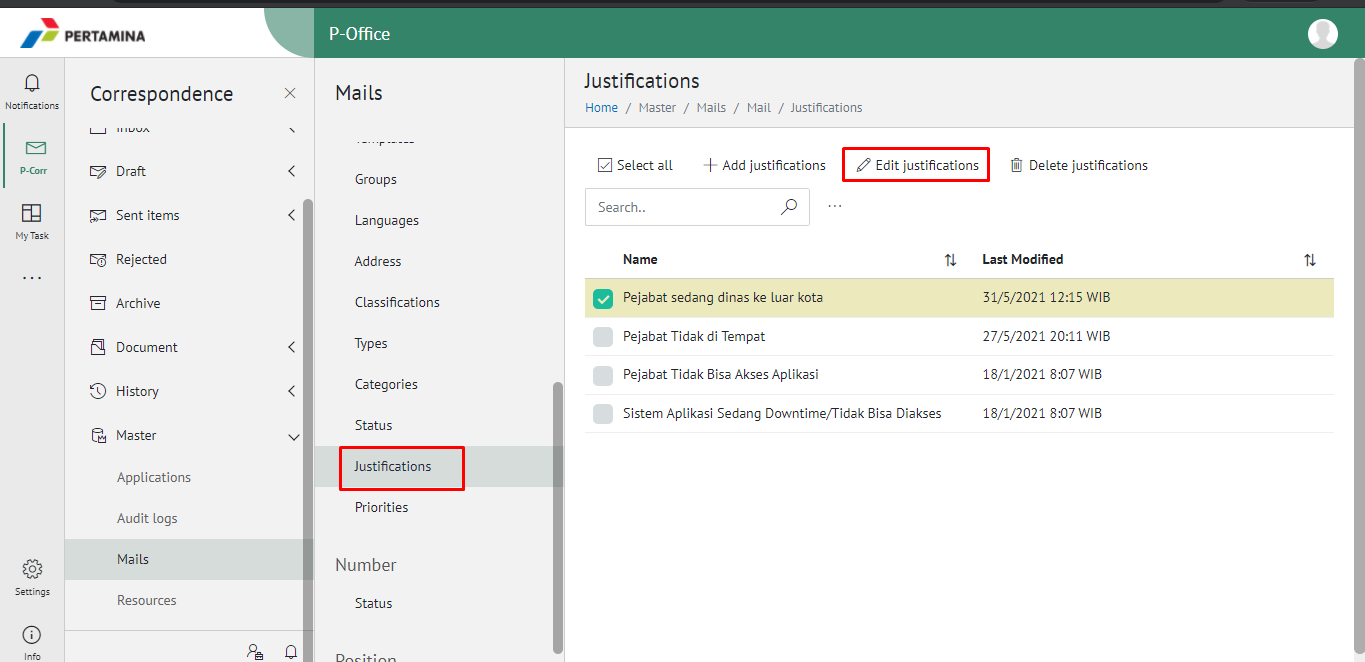 PERTAMINA
P-Office
Notifications
P-Corr
My Task
Settings
Info
Correspondence
Inbox
Draft
Sent items
Rejected
Archive
Document
History
Master
Applications
Audit logs
Mails
Resources
Mails
Templates
Groups
Languages
Address
Classifications
Types
Categories
Status
Justifications
Priorities
Number
Status
Position
Justifications
Home / Master / Mails / Mail / Justifications
Select all Add justifications Edit justifications Delete justifications
Search.. ...
Name Last Modified
Pejabat sedang dinas ke luar kota 31/5/2021 12:15 WIB
Pejabat Tidak di Tempat 27/5/2021 20:11 WIB
Pejabat Tidak Bisa Akses Aplikasi 18/1/2021 8:07 WIB
Sistem Aplikasi Sedang Downtime/Tidak Bisa Diakses 18/1/2021 8:07 WIB